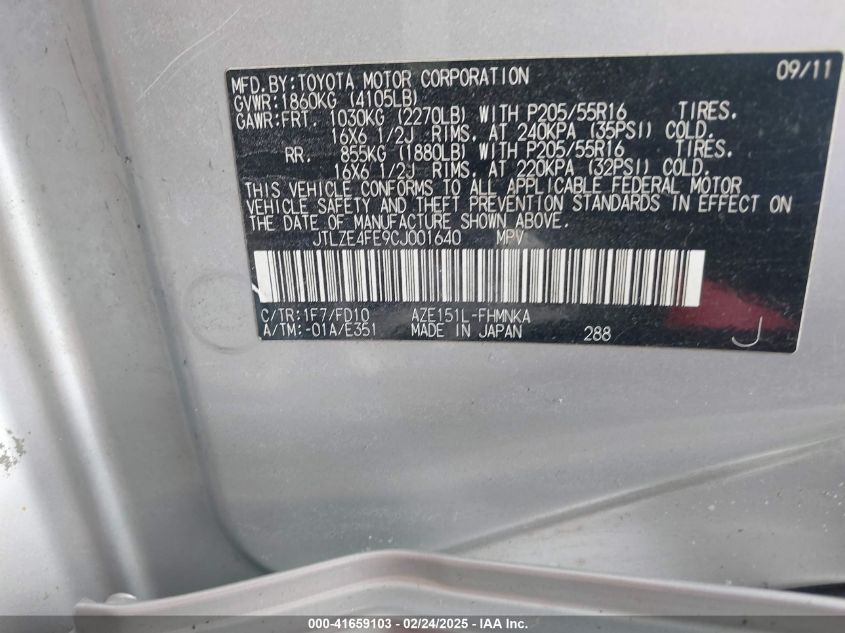 09/11
MFD.BY:TOYOTA MOTOR CORPORATION
GVWR:1860KG (4105LB)
GAWR:FRT. 1030KG (2270LB) WITH P205/55R16 TIRES.
16X6 1/2J RIMS. AT 240KPA (35PSI) COLD.
RR. 855KG (1880LB) WITH P205/55R16 TIRES.
16X6 1/2J RIMS. AT 220KPA (32PSI) COLD.
THIS VEHICLE CONFORMS TO ALL APPLICABLE FEDERAL MOTOR
VEHICLE SAFETY AND THEFT PREVENTION STANDARDS IN EFFECT ON
THE DATE OF MANUFACTURE SHOWN ABOVE.
JTLZE4FE9CJ001640 MPV
C/TR:1F7/FD10 AZE151L-FHMNKA
A/TM:-01A/E351 MADE IN JAPAN 288 J
000-41659103 - 02/24/2025 - IAA Inc.